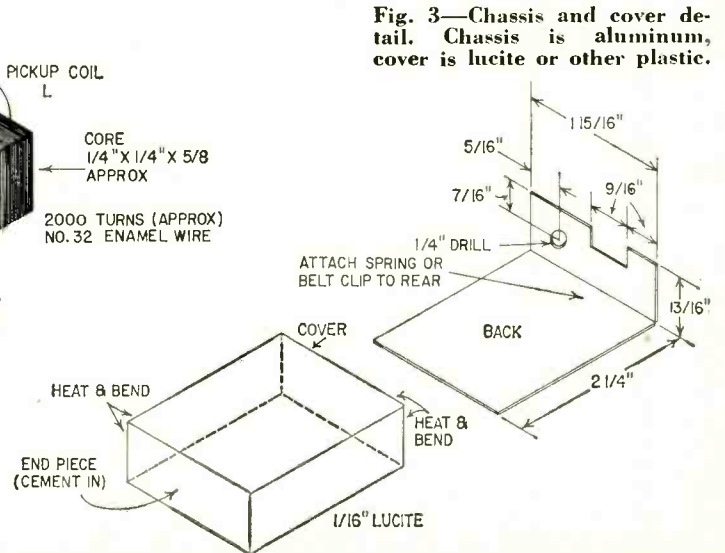 Fig. 3—Chassis and cover de-
tail. Chassis is aluminum,
cover is lucite or other plastic.
PICKUP COIL
L
CORE
1/4" X 1/4" X 5/8
APPROX
2000 TURNS (APPROX)
NO. 32 ENAMEL WIRE
1 15/16"
5/16"
9/16"
7/16"
1/4" DRILL
ATTACH SPRING OR
BELT CLIP TO REAR
13/16"
BACK
2 1/4"
COVER
HEAT & BEND
HEAT &
BEND
END PIECE
(CEMENT IN)
1/16" LUCITE